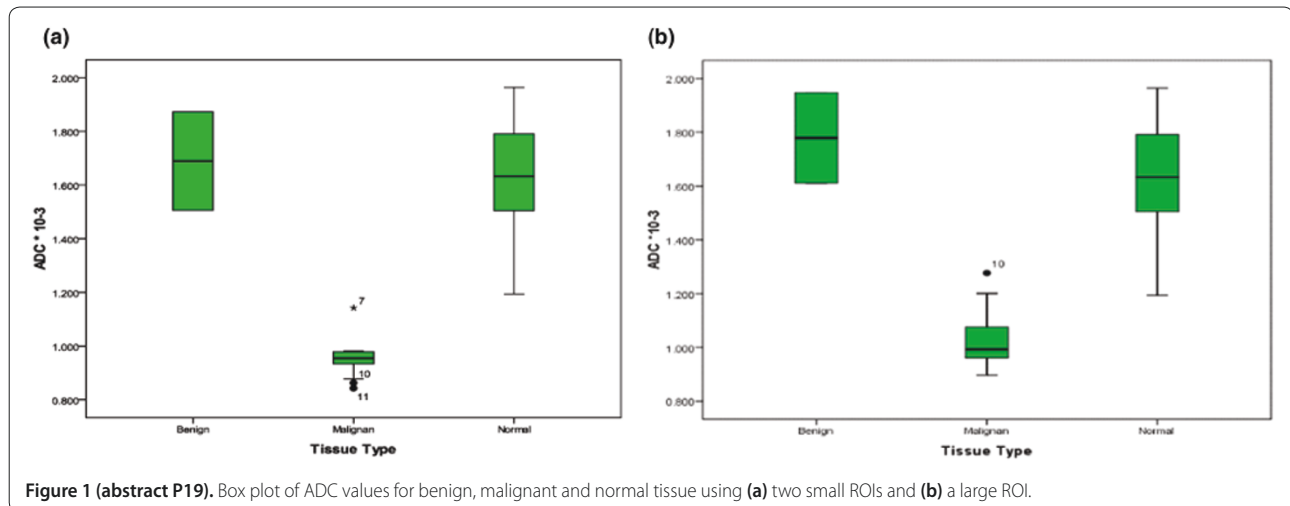 (a)
2.000
1.800
1.600
1.400
1.200
1.000
0.800
ADC * 10-3
7
10
11
Benign Malignan Normal
Tissue Type
(b)
2.000
1.800
1.600
1.400
1.200
1.000
0.800
ADC *10-3
10
Benign Malignan Normal
Tissue Type
Figure 1 (abstract P19). Box plot of ADC values for benign, malignant and normal tissue using (a) two small ROIs and (b) a large ROI.